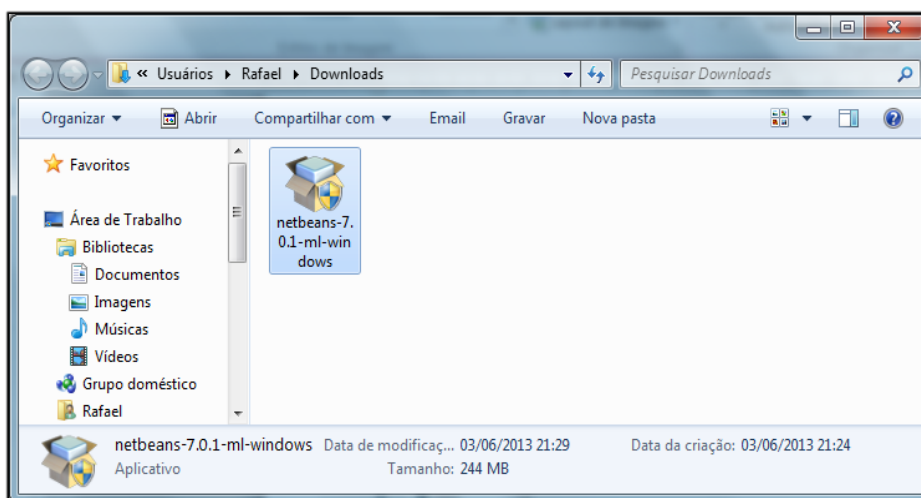 « Usuários ▸ Rafael ▸ Downloads
Pesquisar Downloads
Organizar ▾ Abrir Compartilhar com ▾ Email Gravar Nova pasta
Favoritos
Área de Trabalho
Bibliotecas
Documentos
Imagens
Músicas
Vídeos
Grupo doméstico
Rafael
netbeans-7.
0.1-ml-win
dows
netbeans-7.0.1-ml-windows Data de modificaç... 03/06/2013 21:29 Data da criação: 03/06/2013 21:24
Aplicativo Tamanho: 244 MB